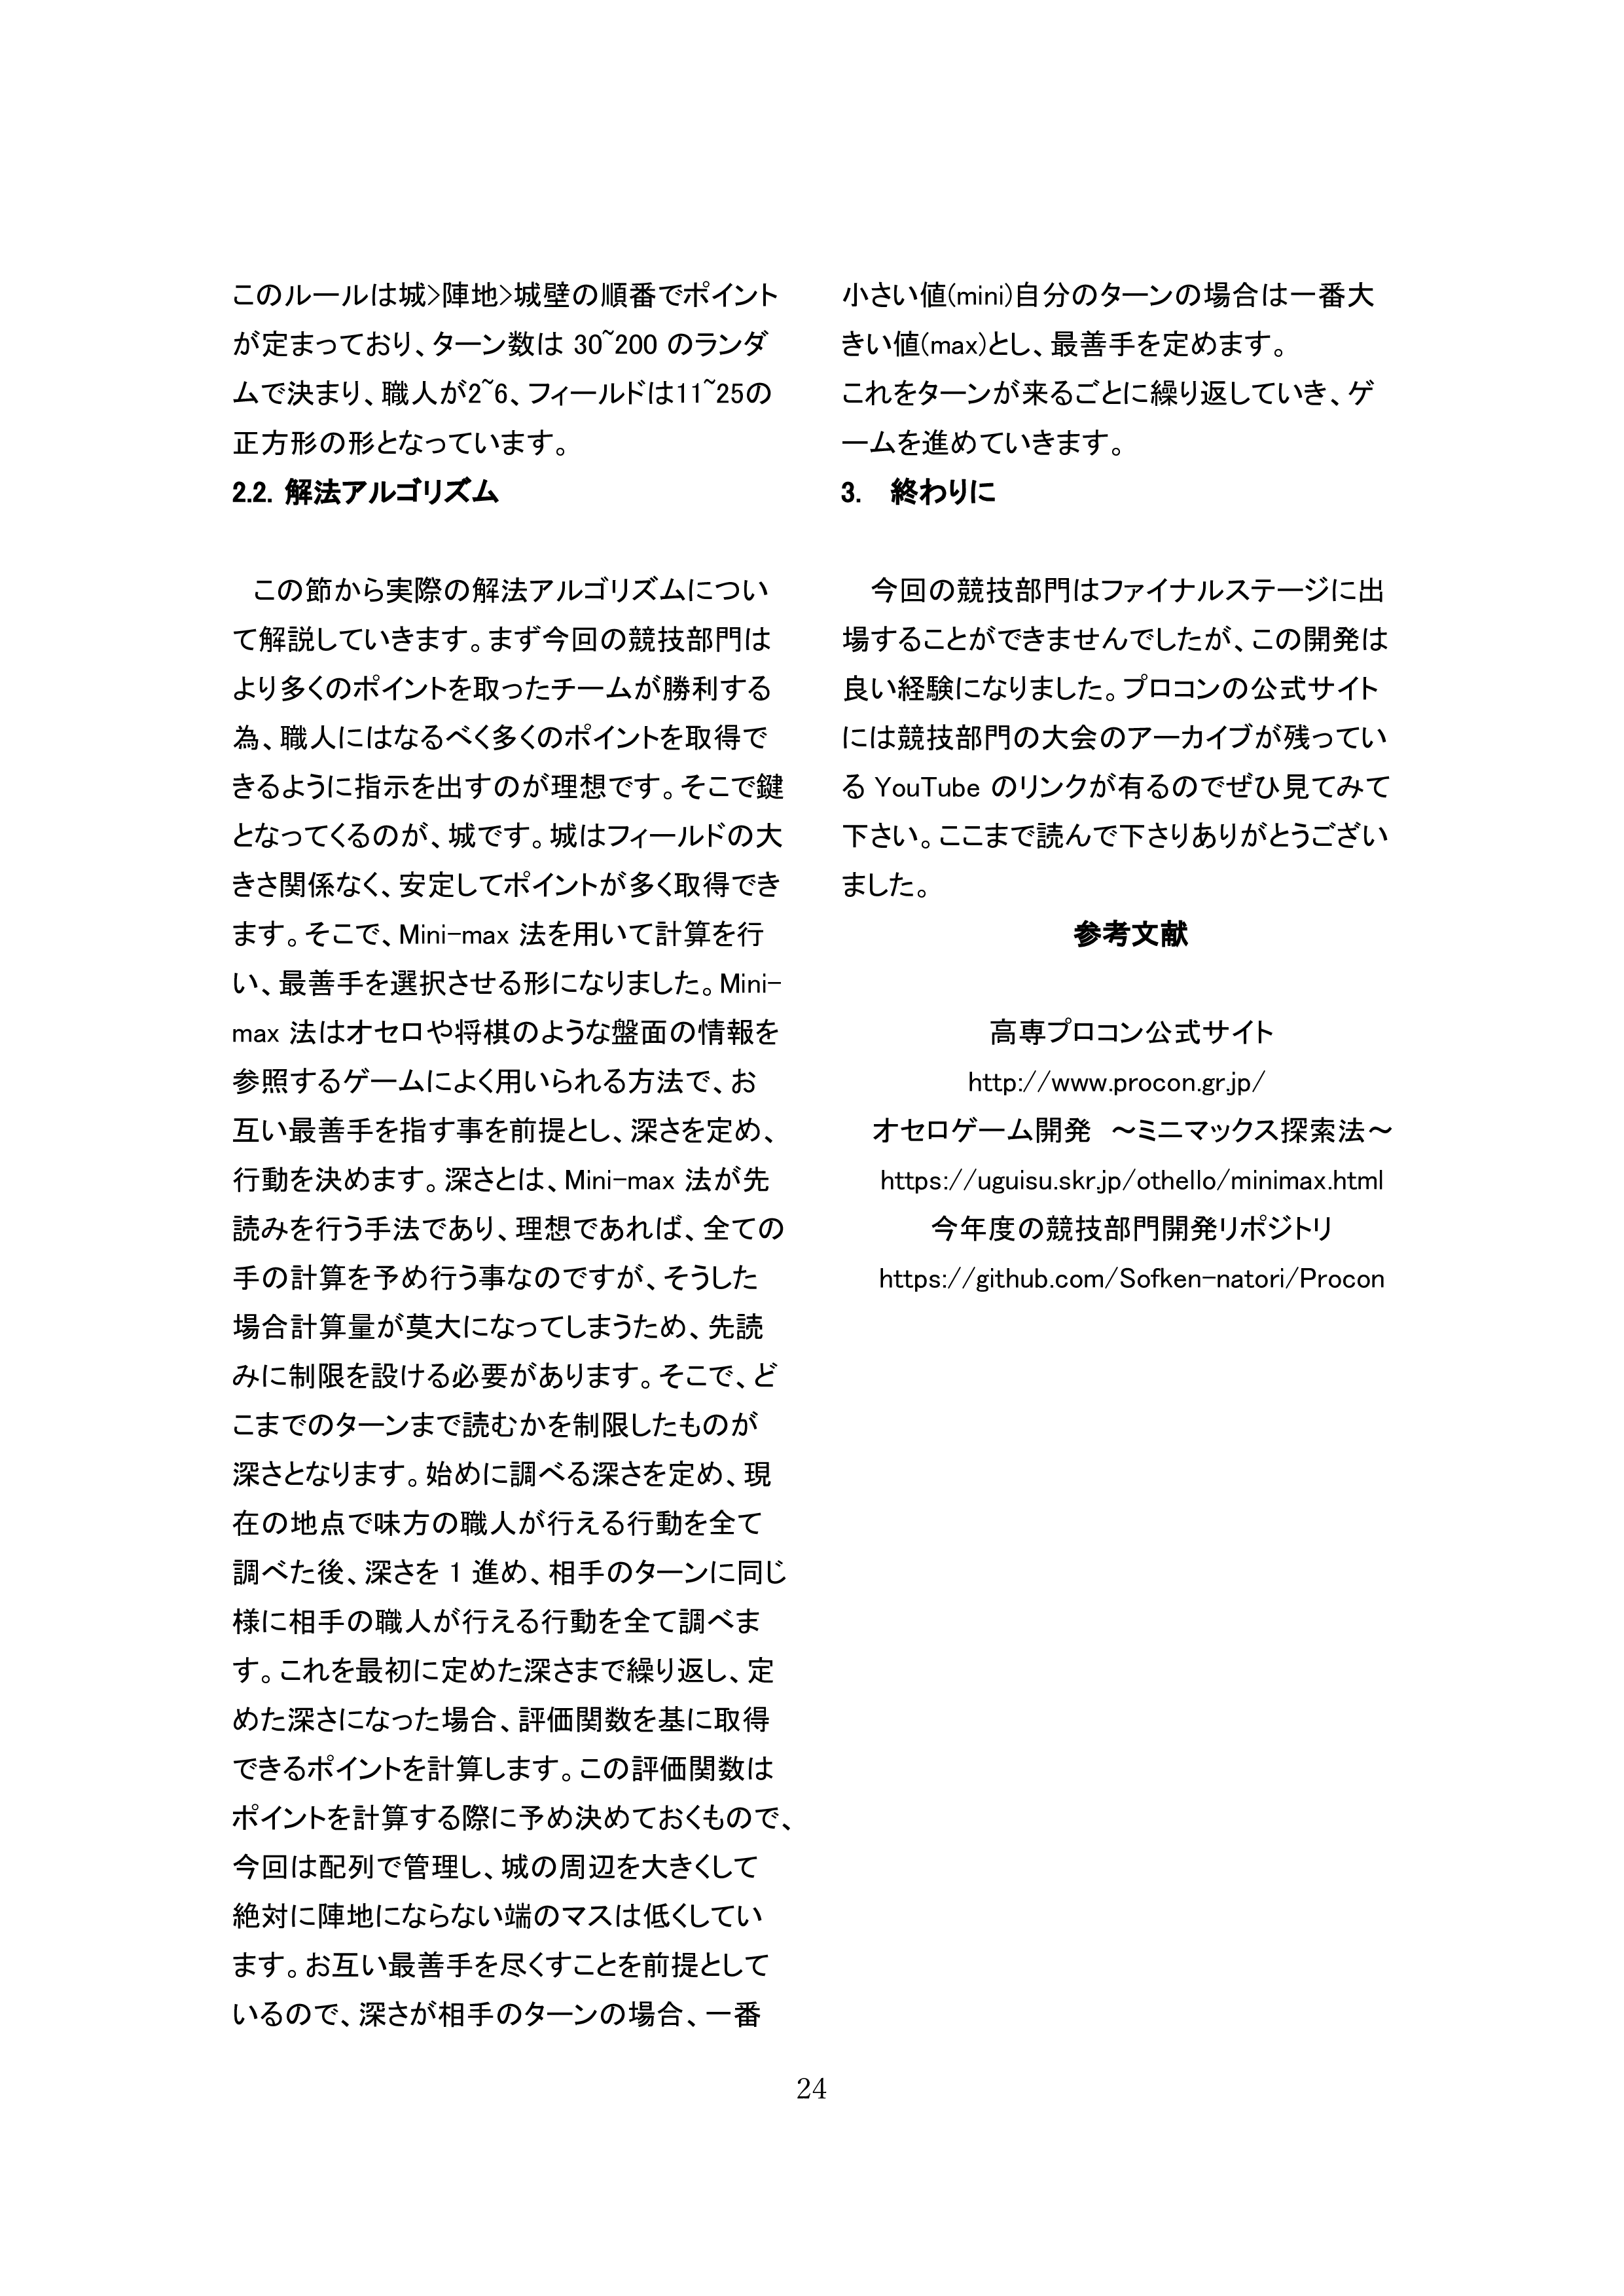 このルールは城>陣地>城壁の順番でポイント
が定まっており、ターン数は 30~200 のランダ
ムで決まり、職人が2~6、フィールドは11~25の
正方形の形となっています。
2.2. 解法アルゴリズム
この節から実際の解法アルゴリズムについ
て解説していきます。まず今回の競技部門は
より多くのポイントを取ったチームが勝利する
為、職人にはなるべく多くのポイントを取得で
きるように指示を出すのが理想です。そこで鍵
となってくるのが、城です。城はフィールドの大
きさ関係なく、安定してポイントが多く取得でき
ます。そこで、Mini-max 法を用いて計算を行
い、最善手を選択させる形になりました。Mini-
max 法はオセロや将棋のような盤面の情報を
参照するゲームによく用いられる方法で、お
互い最善手を指す事を前提とし、深さを定め、
行動を決めます。深さとは、Mini-max 法が先
読みを行う手法であり、理想であれば、全ての
手の計算を予め行う事なのですが、そうした
場合計算量が莫大になってしまうため、先読
みに制限を設ける必要があります。そこで、ど
こまでのターンまで読むかを制限したものが
深さとなります。始めに調べる深さを定め、現
在の地点で味方の職人が行える行動を全て
調べた後、深さを 1 進め、相手のターンに同じ
様に相手の職人が行える行動を全て調べま
す。これを最初に定めた深さまで繰り返し、定
めた深さになった場合、評価関数を基に取得
できるポイントを計算します。この評価関数は
ポイントを計算する際に予め決めておくもので、
今回は配列で管理し、城の周辺を大きくして
絶対に陣地にならない端のマスは低くしてい
ます。お互い最善手を尽くすことを前提として
いるので、深さが相手のターンの場合、一番
小さい値(mini)自分のターンの場合は一番大
きい値(max)とし、最善手を定めます。
これをターンが来るごとに繰り返していき、ゲ
ームを進めていきます。
3. 終わりに
今回の競技部門はファイナルステージに出
場することができませんでしたが、この開発は
良い経験になりました。プロコンの公式サイト
には競技部門の大会のアーカイブが残ってい
る YouTube のリンクが有るのでぜひ見てみて
下さい。ここまで読んで下さりありがとうござい
ました。
参考文献
高専プロコン公式サイト
http://www.procon.gr.jp/
オセロゲーム開発 ～ミニマックス探索法～
https://uguisu.skr.jp/othello/minimax.html
今年度の競技部門開発リポジトリ
https://github.com/Sofken-natori/Procon
24